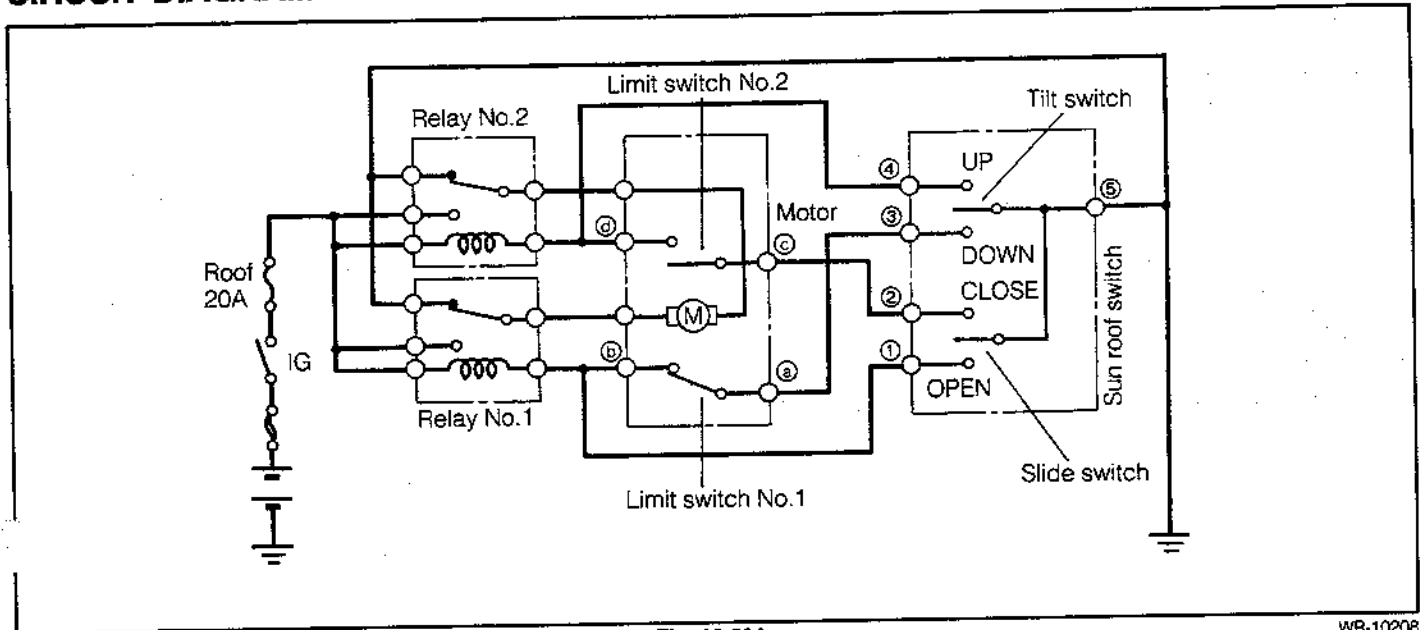 Limit switch No.2
Tilt switch
Relay No.2
④
UP
⑤
③
Motor
ⓓ
ⓒ
DOWN
Roof
20A
CLOSE
②
Sun roof switch
M
IG
ⓑ
①
ⓐ
OPEN
Relay No.1
Slide switch
Limit switch No.1
WR-10206